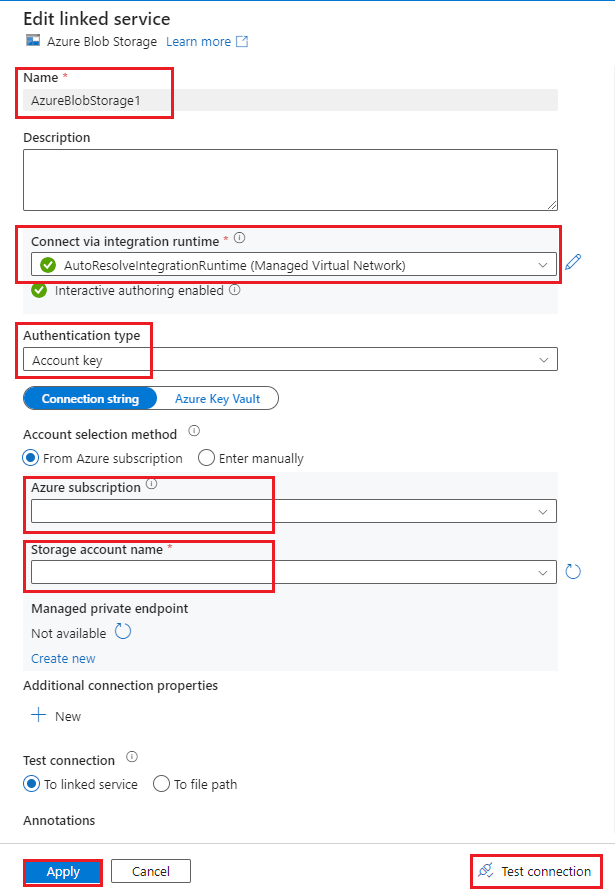 Edit linked service
Azure Blob Storage Learn more
Name *
AzureBlobStorage1
Description
Connect via integration runtime *
AutoResolveIntegrationRuntime (Managed Virtual Network)
Interactive authoring enabled
Authentication type
Account key
Connection string Azure Key Vault
Account selection method
From Azure subscription Enter manually
Azure subscription
Storage account name *
Managed private endpoint
Not available
Create new
Additional connection properties
New
Test connection
To linked service To file path
Annotations
Apply Cancel Test connection